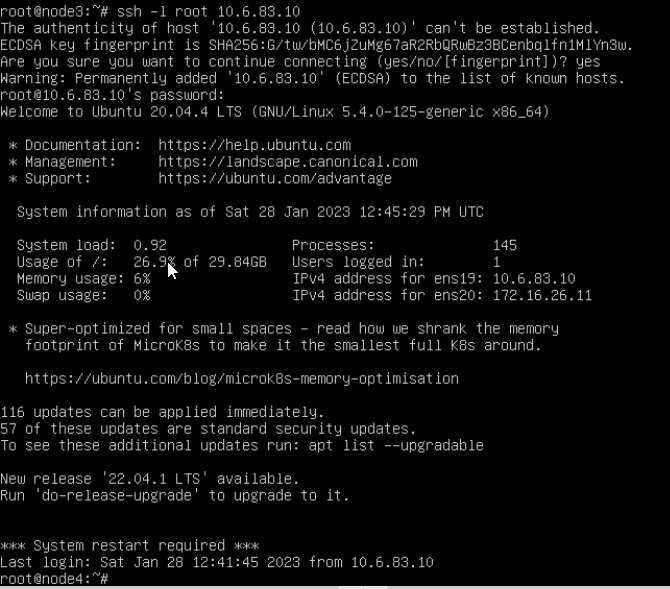 root@node3:~# ssh -l root 10.6.83.10
The authenticity of host '10.6.83.10 (10.6.83.10)' can't be established.
ECDSA key fingerprint is SHA256:G/tw/bMC6jZuMg67aR2RbQRwBz3BCenbqlfn1MlYn3w.
Are you sure you want to continue connecting (yes/no/[fingerprint])? yes
Warning: Permanently added '10.6.83.10' (ECDSA) to the list of known hosts.
root@10.6.83.10's password:
Welcome to Ubuntu 20.04.4 LTS (GNU/Linux 5.4.0-125-generic x86_64)
* Documentation:  https://help.ubuntu.com
* Management:     https://landscape.canonical.com
* Support:        https://ubuntu.com/advantage
System information as of Sat 28 Jan 2023 12:45:29 PM UTC
System load:  0.92               Processes:              145
Usage of /:   26.9% of 29.84GB   Users logged in:        1
Memory usage: 6%                 IPv4 address for ens19: 10.6.83.10
Swap usage:   0%                 IPv4 address for ens20: 172.16.26.11
* Super-optimized for small spaces - read how we shrank the memory
footprint of MicroK8s to make it the smallest full K8s around.
https://ubuntu.com/blog/microk8s-memory-optimisation
116 updates can be applied immediately.
57 of these updates are standard security updates.
To see these additional updates run: apt list --upgradable
New release '22.04.1 LTS' available.
Run 'do-release-upgrade' to upgrade to it.
*** System restart required ***
Last login: Sat Jan 28 12:41:45 2023 from 10.6.83.10
root@node4:~#